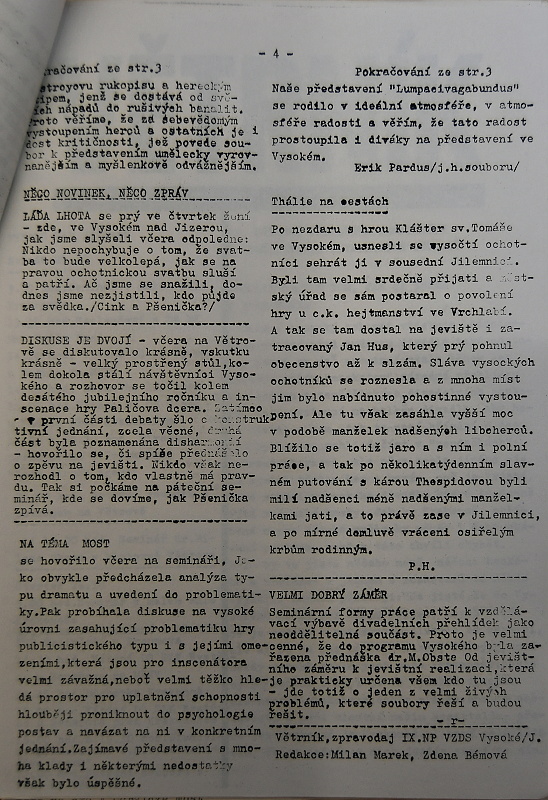 - 4 -
račování ze str.3
stroyovu rukopisu a hereckým
ipem, jenž se dostává od svě-
ích nápadů do rušivých banalit.
roto věříme, že za sebevědomým
vystoupením herců a ostatních je i
dost kritičnosti, jež povede sou-
bor k představením umělecky vyrov-
nanějším a myšlenkově odvážnějším.
NĚCO NOVINEK, NĚCO ZPRÁV
LÁĎA LHOTA se prý ve čtvrtek žení
- zde, ve Vysokém nad Jizerou,
jak jsme slyšeli včera odpoledne:
Nikdo nepochybuje o tom, že svat-
ba to bude velkolepá, jak se na
pravou ochotnickou svatbu sluší
a patří. Ač jsme se snažili, do-
dnes jsme nezjistili, kdo půjde
za svědka./Cink a Pšenička?/
DISKUSE JE DVOJÍ - včera na Větro-
vě se diskutovalo krásně, vskutku
krásně - velký prostřený stůl,ko-
lem dokola stálí návštěvníci Vyso-
kého a rozhovor se točil kolem
desátého jubilejního ročníku a in-
scenace hry Paličova dcera. Zatímco
v první části debaty šlo o konstruk-
tivní jednání, zcela věcné, druhá
část byla poznamenána disharmonií
- hovořilo se, či spíše přednášelo
o zpěvu na jevišti. Nikdo však ne-
rozhodl o tom, kdo vlastně má prav-
du. Tak si počkáme na páteční se-
minář, kde se dovíme, jak Pšenička
zpívá.
NA TÉMA MOST
se hovořilo včera na semináři, Ja-
ko obvykle předcházela analýza ty-
pu dramatu a uvedení do problemati-
ky.Pak probíhala diskuse na vysoké
úrovni zasahující problematiku hry
publicistického typu i s jejími ome-
zeními,která jsou pro inscenátora
velmi závažná,neboť velmi těžko hle-
dá prostor pro uplatnění schopnosti
hlouběji proniknout do psychologie
postav a navázat na ni v konkretním
jednání.Zajímavé představení s mno-
ha klady i některými nedostatky
však bylo úspěšné.
Pokračování ze str.3
Naše představení "Lumpacivagabundus"
se rodilo v ideální atmosféře, v atmo-
sféře radosti a věřím, že tato radost
prostoupila i diváky na představení ve
Vysokém.
Erik Pardus/j.h.souboru/
Thálie na cestách
Po nezdaru s hrou Klášter sv.Tomáše
ve Vysokém, usnesli se vysočtí ochot-
níci sehrát ji v sousední Jilemnici.
Byli tam velmi srdečně přijati a měst-
ský úřad se sám postaral o povolení
hry u c.k. hejtmanství ve Vrchlabí.
A tak se tam dostal na jeviště i za-
tracovaný Jan Hus, který prý pohnul
obecenstvo až k slzám. Sláva vysockých
ochotníků se roznesla a z mnoha míst
jim bylo nabídnuto pohostinné vystou-
pení. Ale tu však zasáhla vyšší moc
v podobě manželek nadšených libcherců.
Blížilo se totiž jaro a s ním i polní
práce, a tak po několikatýdenním slav-
ném putování s károu Thespidovou byli
milí nadšenci méně nadšenými manžel-
kami jati, a to právě zase v Jilemnici,
a po mírné domluvě vráceni osiřelým
krbům rodinným.
P.H.
VELMI DOBRÝ ZÁMĚR
Seminární formy práce patří k vzdělá-
vací výbavě divadelních přehlídek jako
neoddělitelná součást. Proto je velmi
cenné, že do programu Vysokého byla za-
řazena přednáška dr.M.Obsta Od jevišt-
ního záměru k jevištní realizaci,která
je prakticky určena všem kdo tu jsou
- jde totiž o jeden z velmi živých
problémů, které soubory řeší a budou
řešit.
- r-
Větrník,zpravodaj IX.NP VZDS Vysoké/J.
Redakce:Milan Marek, Zdena Bémová